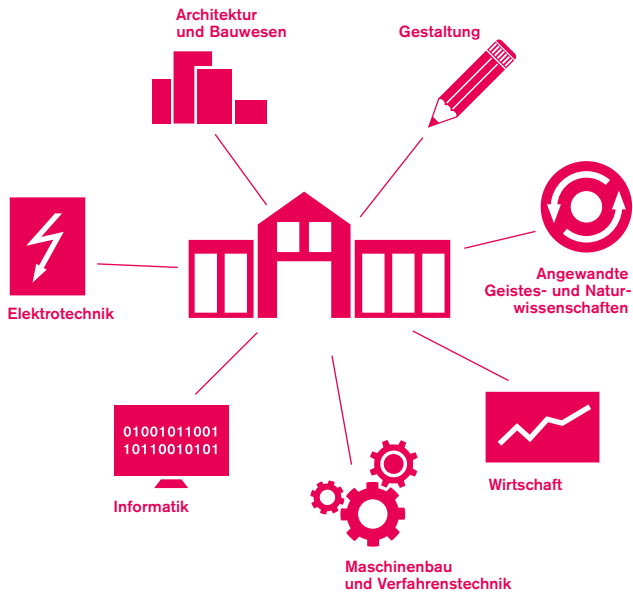 Architektur
und Bauwesen
Gestaltung
Angewandte
Geistes- und Natur-
wissenschaften
Elektrotechnik
01001011001
10110010101
Informatik
Wirtschaft
Maschinenbau
und Verfahrenstechnik